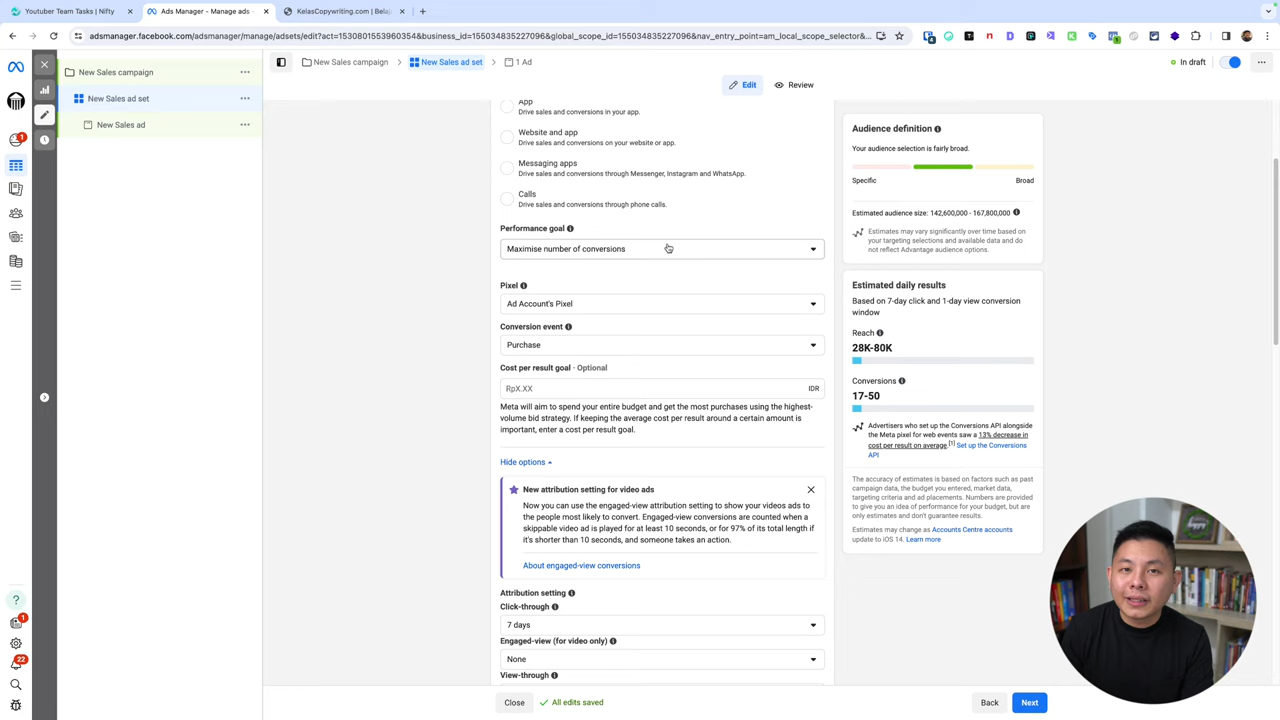 Youtuber Team Tasks | Nifty
Ads Manager - Manage ads -
KelasCopywriting.com | Belaj
adsmanager.facebook.com/adsmanager/manage/adsets/edit?act=1530801553960354&business_id=155034835227096&global_scope_id=155034835227096&nav_entry_point=am_local_scope_selector&...
New Sales campaign
New Sales ad set
New Sales ad
New Sales campaign
New Sales ad set
1 Ad
In draft
Edit
Review
App
Drive sales and conversions in your app.
Website and app
Drive sales and conversions on your website or app.
Messaging apps
Drive sales and conversions through Messenger, Instagram and WhatsApp.
Calls
Drive sales and conversions through phone calls.
Performance goal
Maximise number of conversions
Pixel
Ad Account's Pixel
Conversion event
Purchase
Cost per result goal · Optional
RpX.XX
IDR
Meta will aim to spend your entire budget and get the most purchases using the highest-
volume bid strategy. If keeping the average cost per result around a certain amount is
important, enter a cost per result goal.
Hide options
New attribution setting for video ads
Now you can use the engaged-view attribution setting to show your videos ads to
the people most likely to convert. Engaged-view conversions are counted when a
skippable video ad is played for at least 10 seconds, or for 97% of its total length if
it's shorter than 10 seconds, and someone takes an action.
About engaged-view conversions
Attribution setting
Click-through
7 days
Engaged-view (for video only)
None
View-through
Close
All edits saved
Back
Next
Audience definition
Your audience selection is fairly broad.
Specific
Broad
Estimated audience size: 142,600,000 - 167,800,000
Estimates may vary significantly over time based on
your targeting selections and available data and do
not reflect Advantage audience options.
Estimated daily results
Based on 7-day click and 1-day view conversion
window
Reach
28K-80K
Conversions
17-50
Advertisers who set up the Conversions API alongside
the Meta pixel for web events saw a 13% decrease in
cost per result on average.[1] Set up the Conversions
API
The accuracy of estimates is based on factors such as past
campaign data, the budget you entered, market data,
targeting criteria and ad placements. Numbers are provided
to give you an idea of performance for your budget, but are
only estimates and don't guarantee results.
Estimates may change as Accounts Centre accounts
update to iOS 14. Learn more
1
1
22